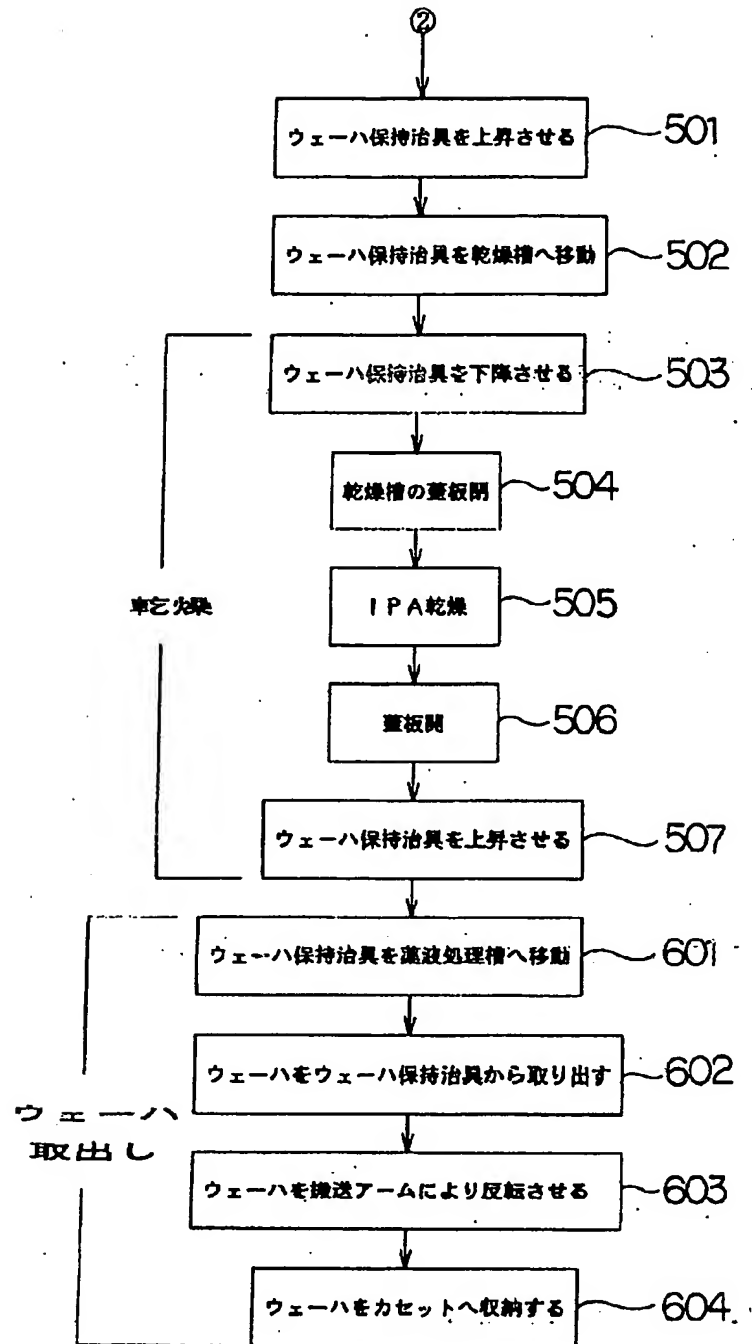 ②
ウェーハ保持治具を上昇させる 501
ウェーハ保持治具を乾燥槽へ移動 502
ウェーハ保持治具を下降させる 503
乾燥槽の蓋板閉 504
乾燥
IPA乾燥 505
蓋板開 506
ウェーハ保持治具を上昇させる 507
ウェーハ保持治具を薬液処理槽へ移動 601
ウェーハをウェーハ保持治具から取り出す 602
ウェーハ
取出し
ウェーハを搬送アームにより反転させる 603
ウェーハをカセットへ収納する 604